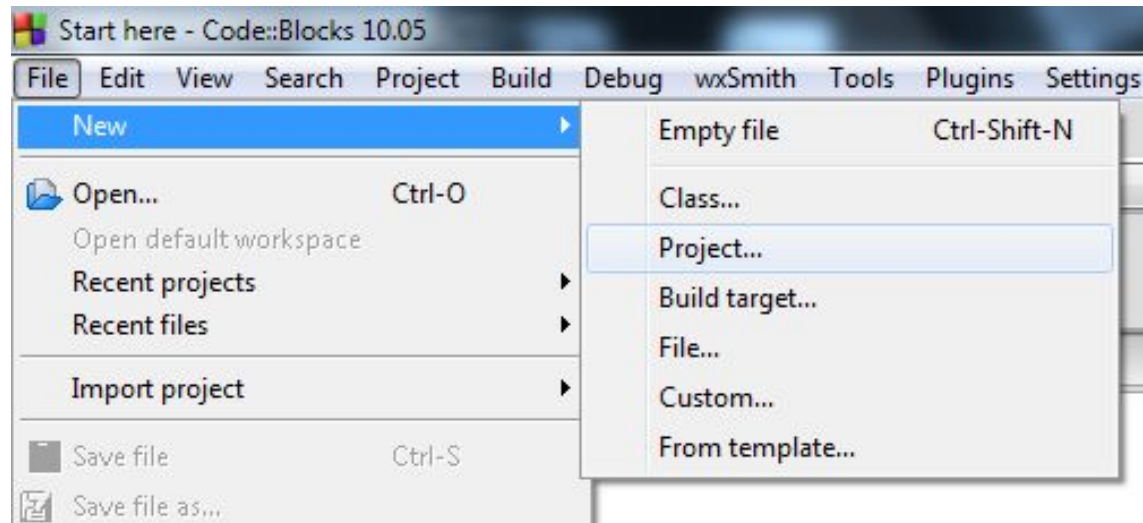 Start here - Code::Blocks 10.05
File Edit View Search Project Build Debug wxSmith Tools Plugins Settings
New
Open... Ctrl-O
Open default workspace
Recent projects
Recent files
Import project
Save file Ctrl-S
Save file as...
Empty file Ctrl-Shift-N
Class...
Project...
Build target...
File...
Custom...
From template...